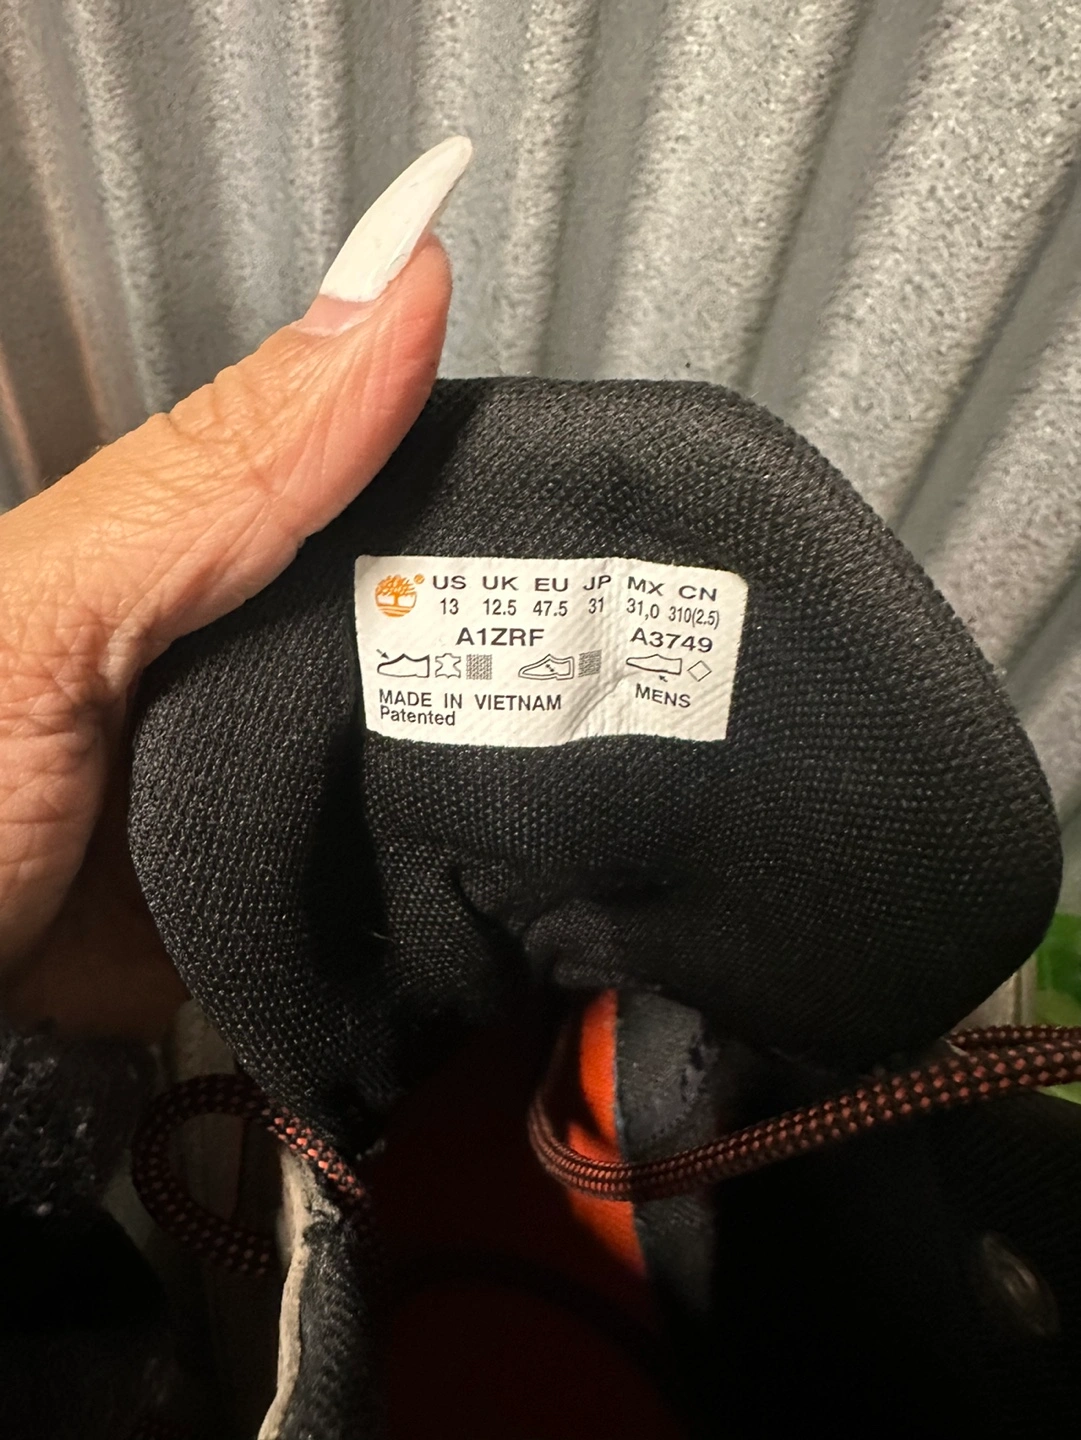 ® US UK EU JP MX CN
13 12.5 47.5 31 31,0 310(2.5)
A1ZRF A3749
MADE IN VIETNAM MENS
Patented